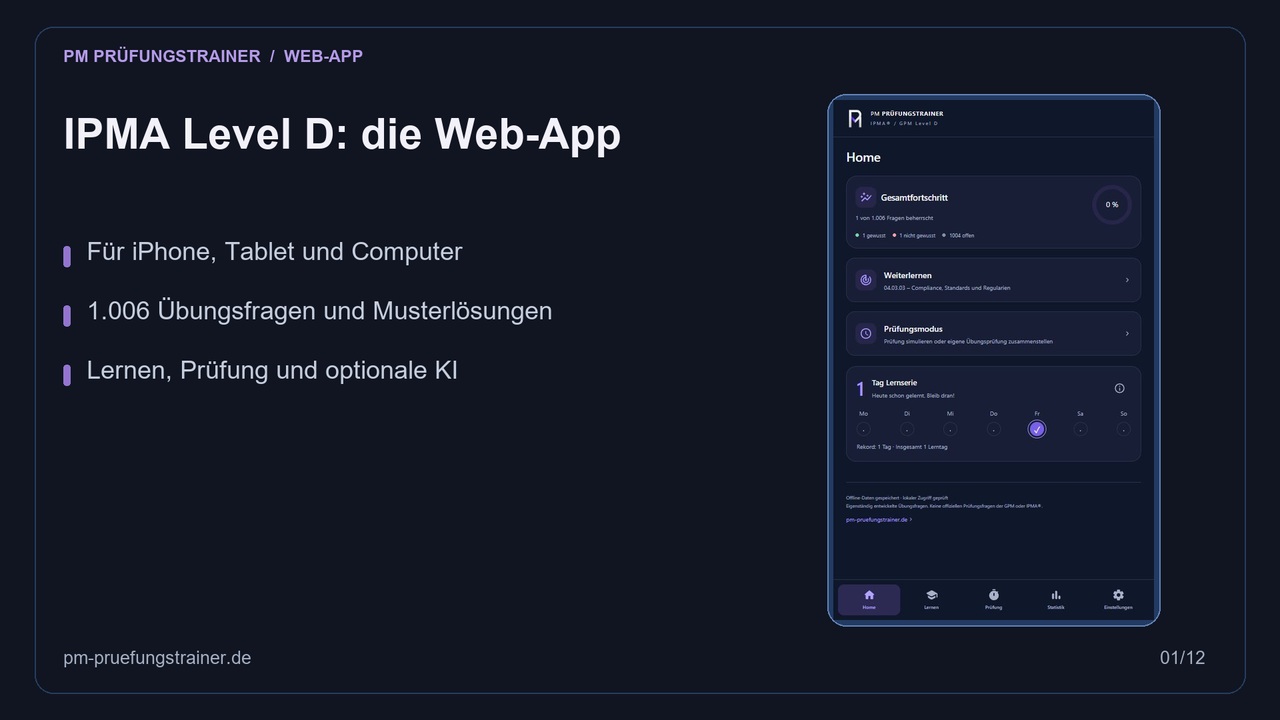 PM PRÜFUNGSTRAINER / WEB-APP
IPMA Level D: die Web-App
Für iPhone, Tablet und Computer
1.006 Übungsfragen und Musterlösungen
Lernen, Prüfung und optionale KI
PM PRÜFUNGSTRAINER
IPMA® / GPM Level D
Home
Gesamtfortschritt
0 %
1 von 1.006 Fragen beherrscht
1 gewusst 1 nicht gewusst 1004 offen
Weiterlernen
04.03.03 – Compliance, Standards und Regularien
Prüfungsmodus
Prüfung simulieren oder eigene Übungsprüfung zusammenstellen
1 Tag Lernserie
Heute schon gelernt. Bleib dran!
Mo Di Mi Do Fr Sa So
Rekord: 1 Tag · Insgesamt 1 Lerntag
Offline-Daten gespeichert · lokaler Zugriff geprüft
Eigenständig entwickelte Übungsfragen. Keine offiziellen Prüfungsfragen der GPM oder IPMA®.
pm-pruefungstrainer.de ›
Home Lernen Prüfung Statistik Einstellungen
pm-pruefungstrainer.de
01/12